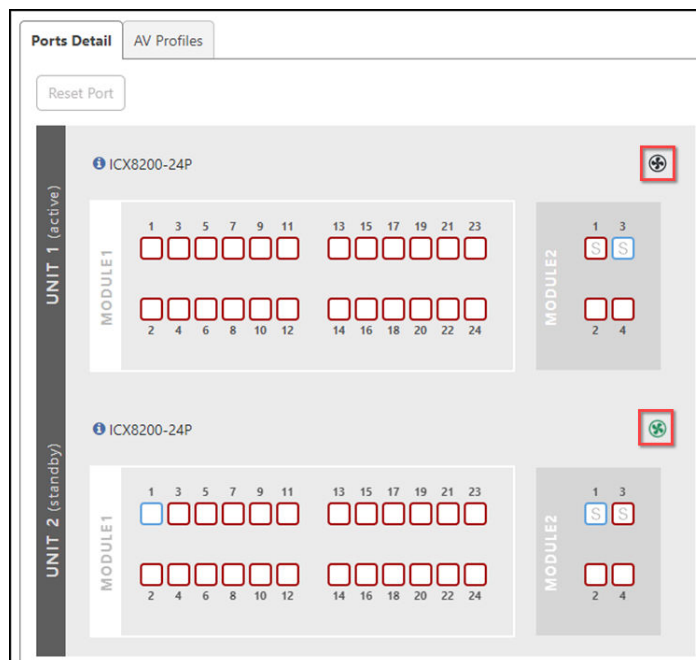 Ports Detail AV Profiles
Reset Port
UNIT 1 (active)
ICX8200-24P
MODULE1
1 3 5 7 9 11 13 15 17 19 21 23
2 4 6 8 10 12 14 16 18 20 22 24
MODULE2
1 3
S S
2 4
UNIT 2 (standby)
ICX8200-24P
MODULE1
1 3 5 7 9 11 13 15 17 19 21 23
2 4 6 8 10 12 14 16 18 20 22 24
MODULE2
1 3
S S
2 4